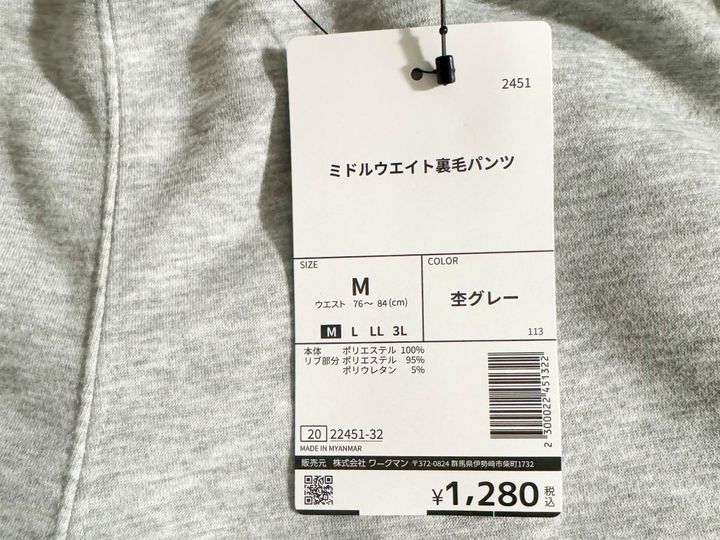 2451
ミドルウエイト裏毛パンツ
SIZE
M
ウエスト 76～ 84 (cm)
M L LL 3L
COLOR
杢グレー
113
本体 ポリエステル 100%
リブ部分 ポリエステル 95%
ポリウレタン 5%
2 300022 451322
20 22451-32
MADE IN MYANMAR
販売元 株式会社 ワークマン 〒372-0824 群馬県伊勢崎市柴町1732
¥1,280 税込